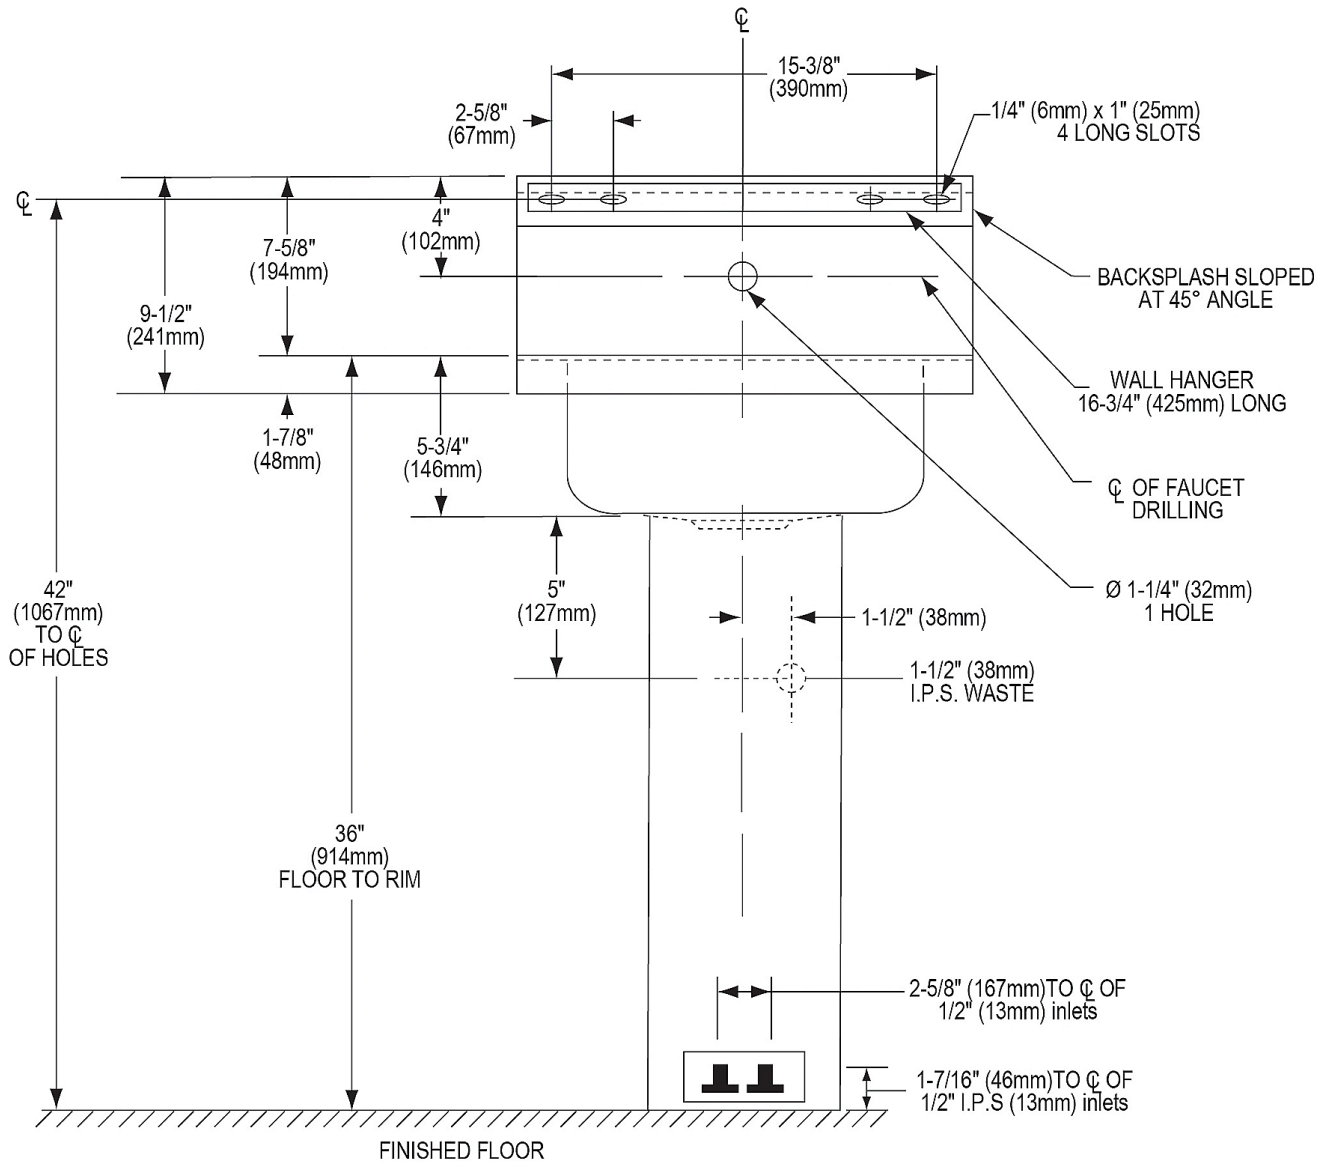 ℄
15-3/8"
(390mm)
2-5/8"
(67mm)
1/4" (6mm) x 1" (25mm)
4 LONG SLOTS
℄
4"
(102mm)
7-5/8"
(194mm)
9-1/2"
(241mm)
BACKSPLASH SLOPED
AT 45° ANGLE
WALL HANGER
16-3/4" (425mm) LONG
1-7/8"
(48mm)
5-3/4"
(146mm)
℄ OF FAUCET
DRILLING
42"
(1067mm)
TO ℄
OF HOLES
5"
(127mm)
Ø 1-1/4" (32mm)
1 HOLE
1-1/2" (38mm)
1-1/2" (38mm)
I.P.S. WASTE
36"
(914mm)
FLOOR TO RIM
2-5/8" (167mm)TO ℄ OF
1/2" (13mm) inlets
1-7/16" (46mm)TO ℄ OF
1/2" I.P.S (13mm) inlets
FINISHED FLOOR